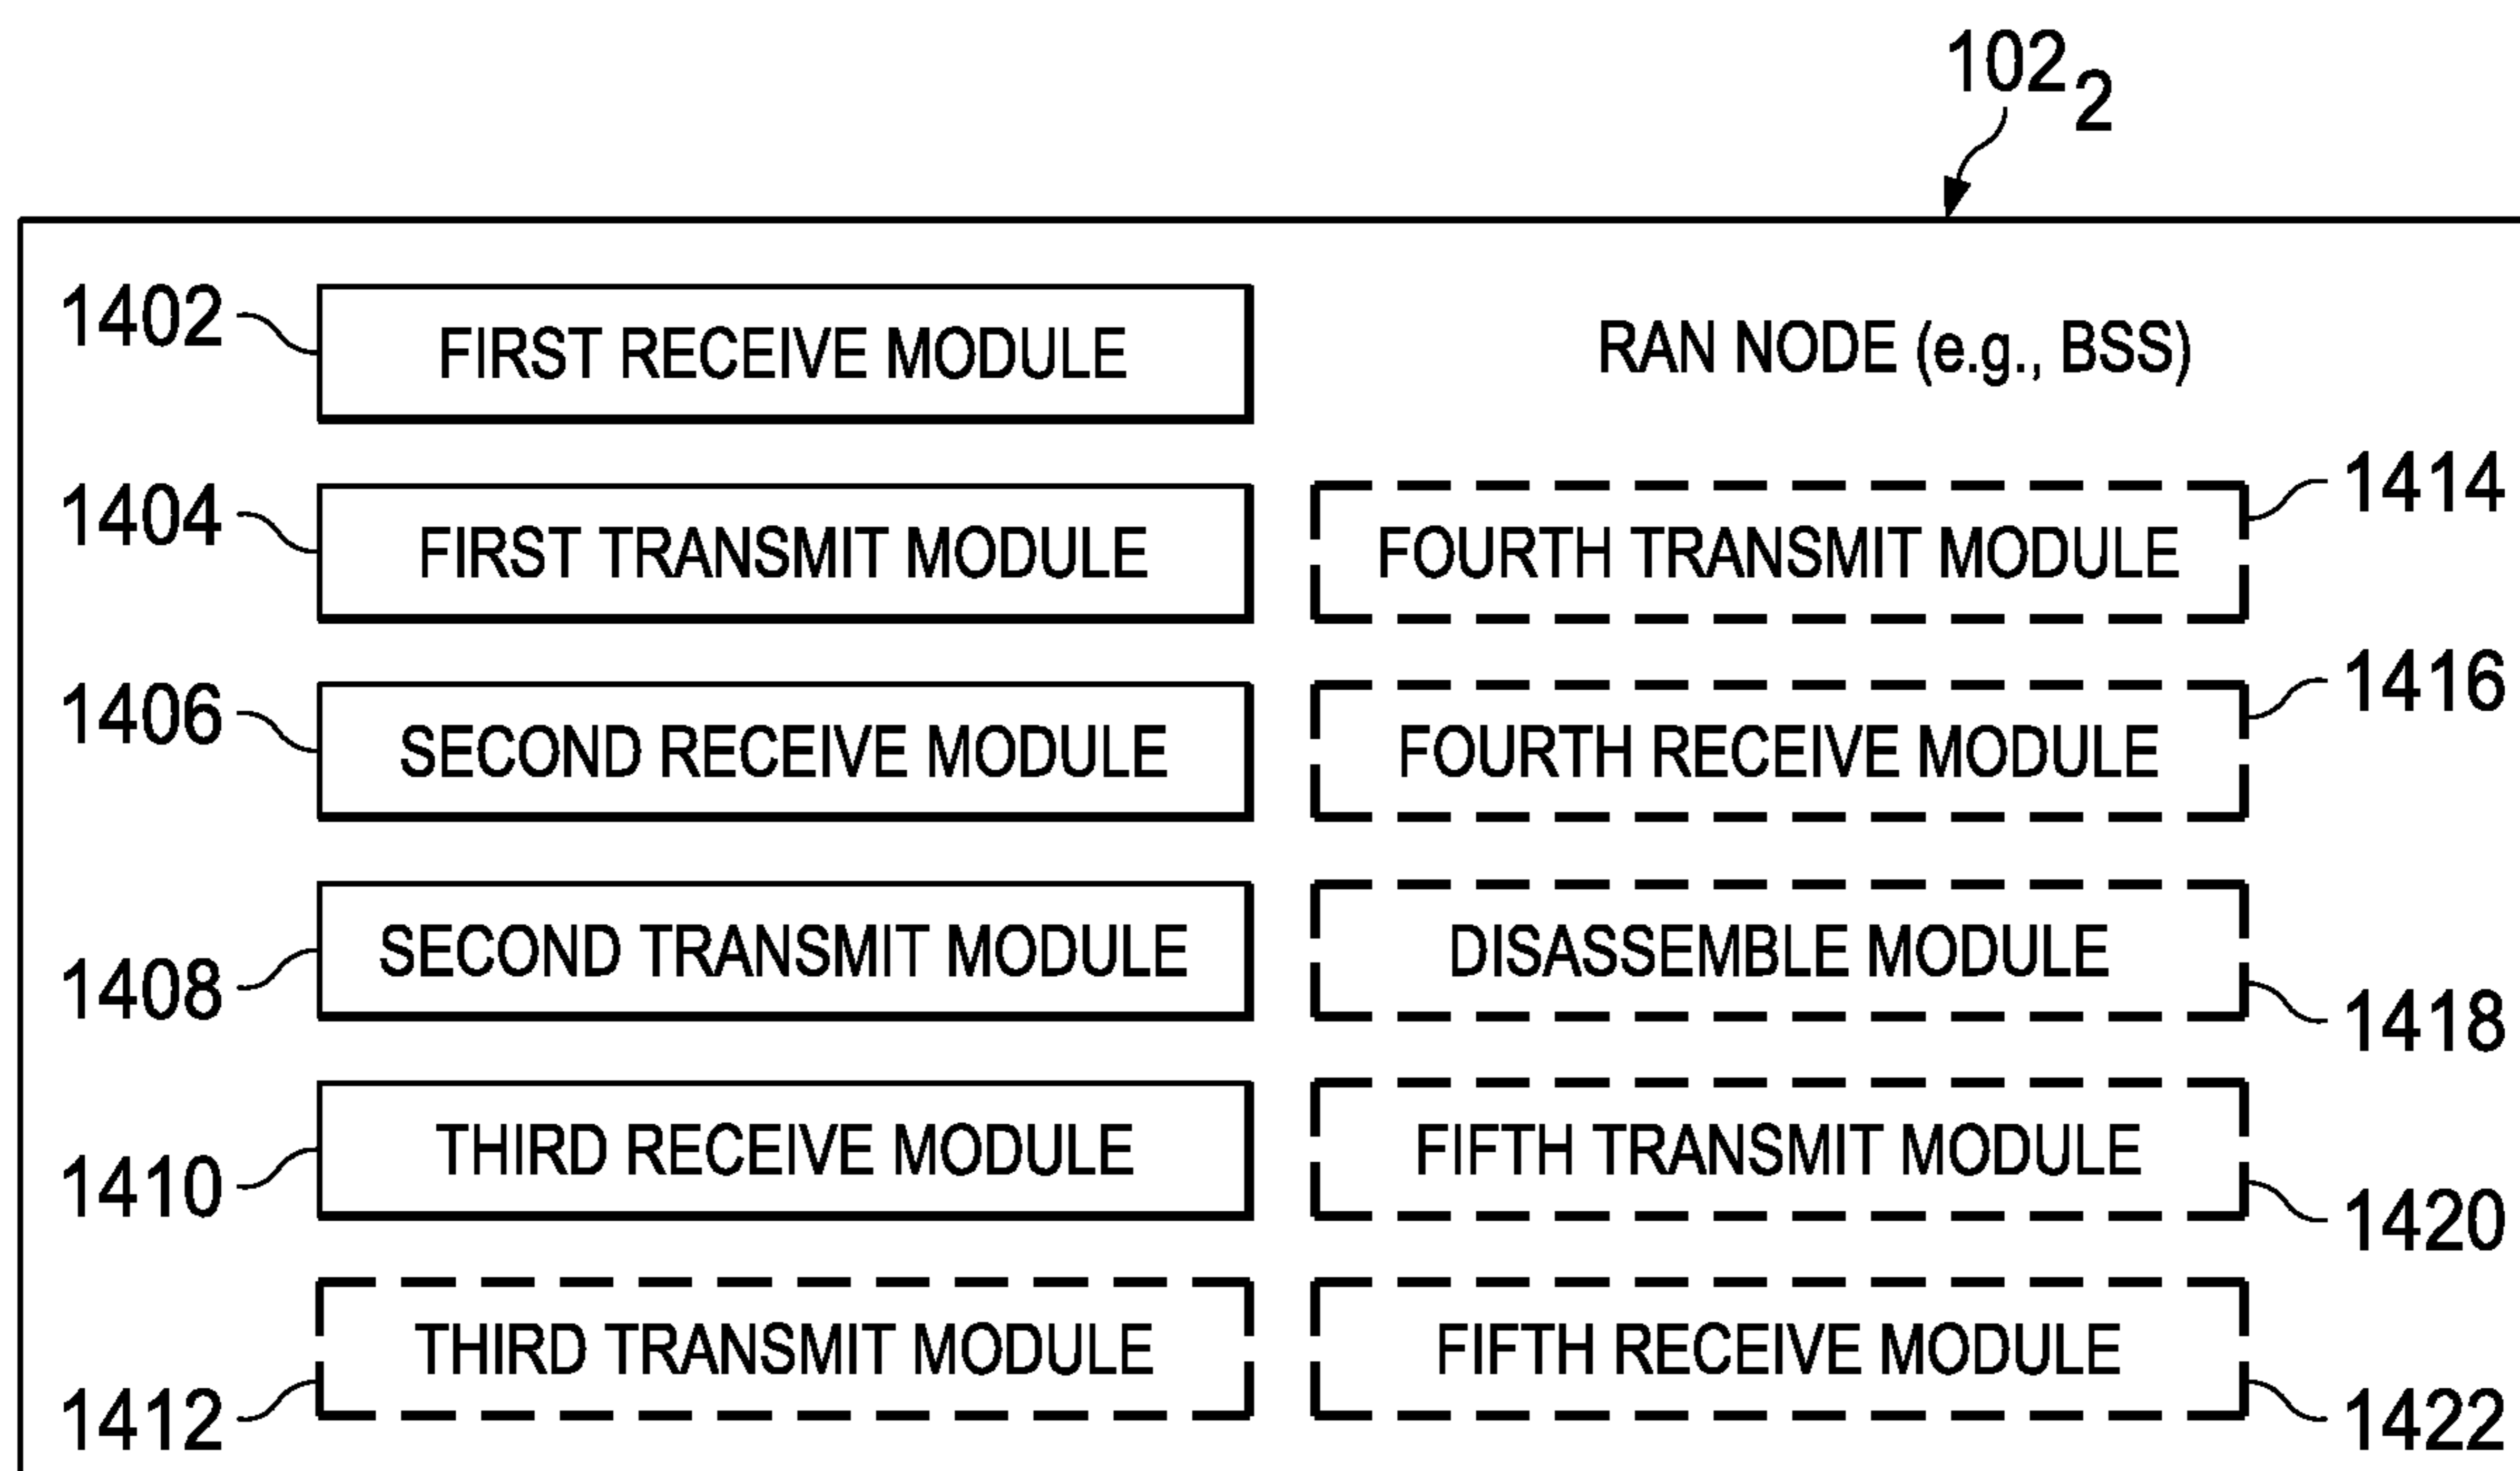 102 2
1402 FIRST RECEIVE MODULE RAN NODE (e.g., BSS)
1404 FIRST TRANSMIT MODULE FOURTH TRANSMIT MODULE 1414
1406 SECOND RECEIVE MODULE FOURTH RECEIVE MODULE 1416
1408 SECOND TRANSMIT MODULE DISASSEMBLE MODULE 1418
1410 THIRD RECEIVE MODULE FIFTH TRANSMIT MODULE 1420
1412 THIRD TRANSMIT MODULE FIFTH RECEIVE MODULE 1422